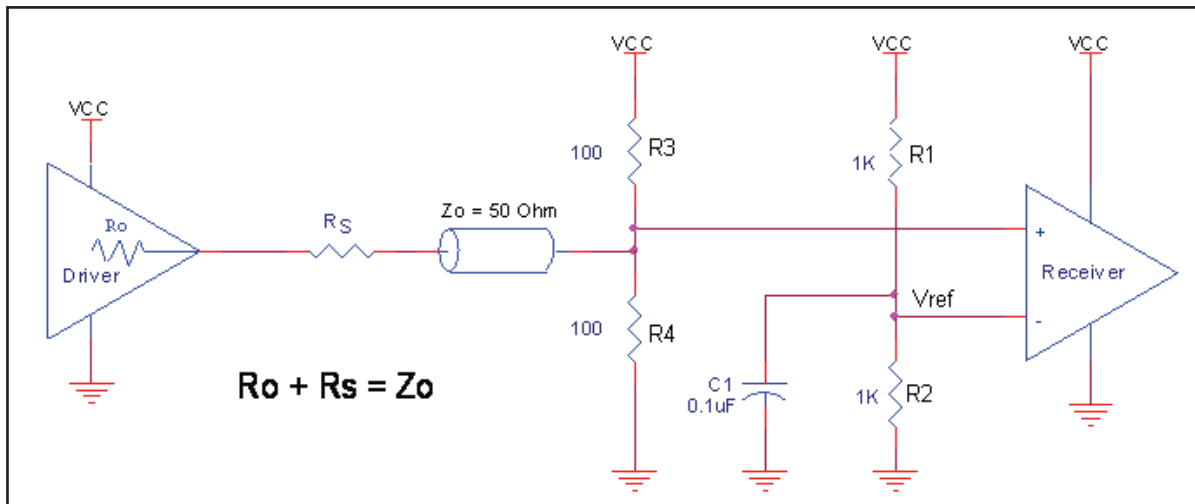 VCC
VCC
VCC
VCC
100
R3
1K
R1
Zo = 50 Ohm
RS
Ro
Driver
+
Receiver
Vref
-
100
R4
C1
0.1uF
1K
R2
Ro + Rs = Zo